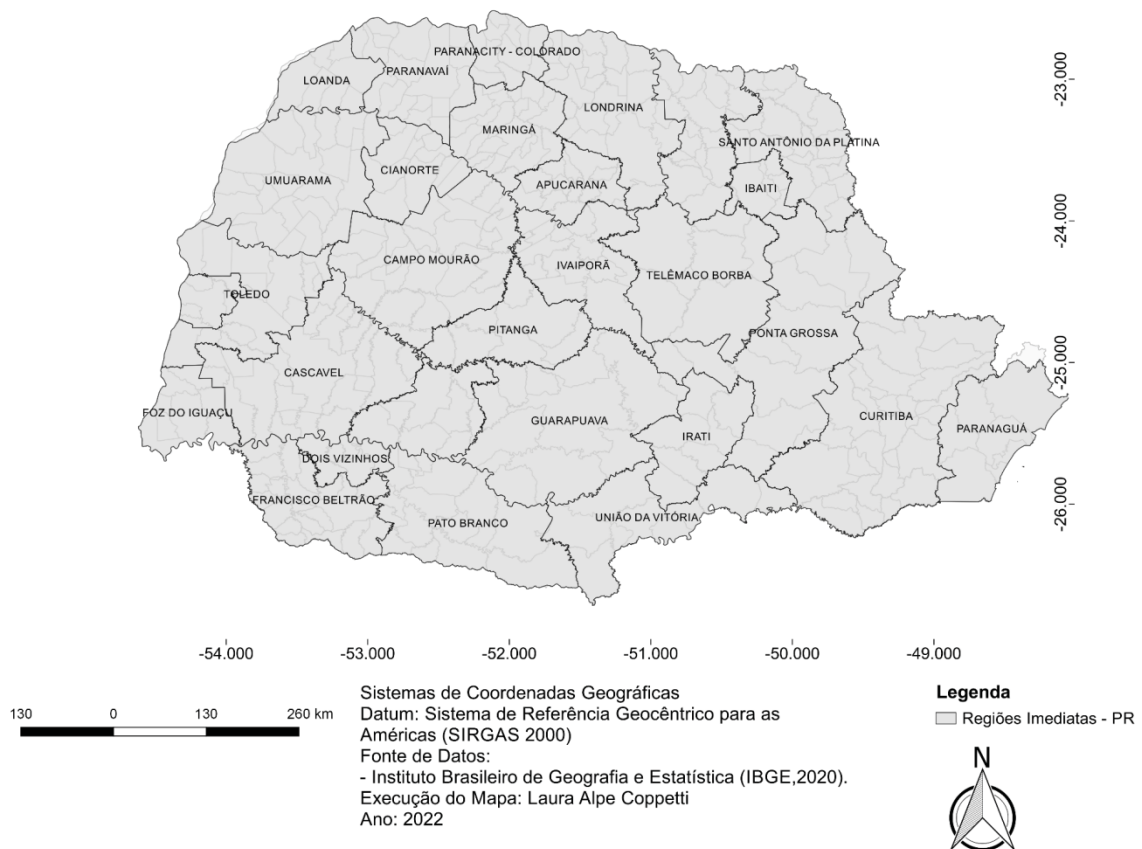 PARANACITY - COLORADO
PARANAVAÍ
LOANDA
LONDRINA
MARINGÁ
SANTO ANTÔNIO DA PLATINA
CIANORTE
UMUARAMA
APUCARANA
IBAITI
CAMPO MOURÃO
IVAIPORÃ
TELÊMACO BORBA
TOLEDO
PITANGA
PONTA GROSSA
CASCAVEL
FOZ DO IGUAÇU
GUARAPUAVA
IRATI
CURITIBA
PARANAGUÁ
DOIS VIZINHOS
FRANCISCO BELTRÃO
PATO BRANCO
UNIÃO DA VITÓRIA
-23.000
-24.000
-25.000
-26.000
-54.000
-53.000
-52.000
-51.000
-50.000
-49.000
130
0
130
260 km
Sistemas de Coordenadas Geográficas
Datum: Sistema de Referência Geocêntrico para as
Américas (SIRGAS 2000)
Fonte de Datos:
- Instituto Brasileiro de Geografia e Estatística (IBGE,2020).
Execução do Mapa: Laura Alpe Coppetti
Ano: 2022
Legenda
Regiões Imediatas - PR
N